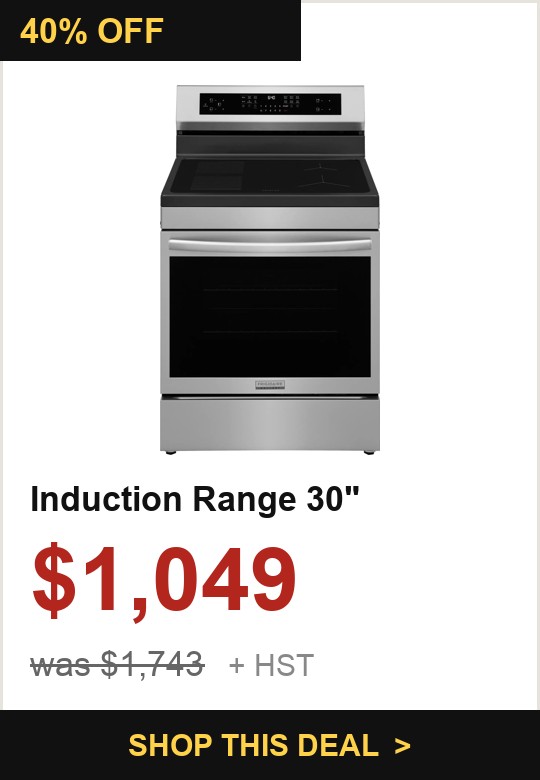 40% OFF
Induction Range 30"
$1,049
was $1,743 + HST
SHOP THIS DEAL >